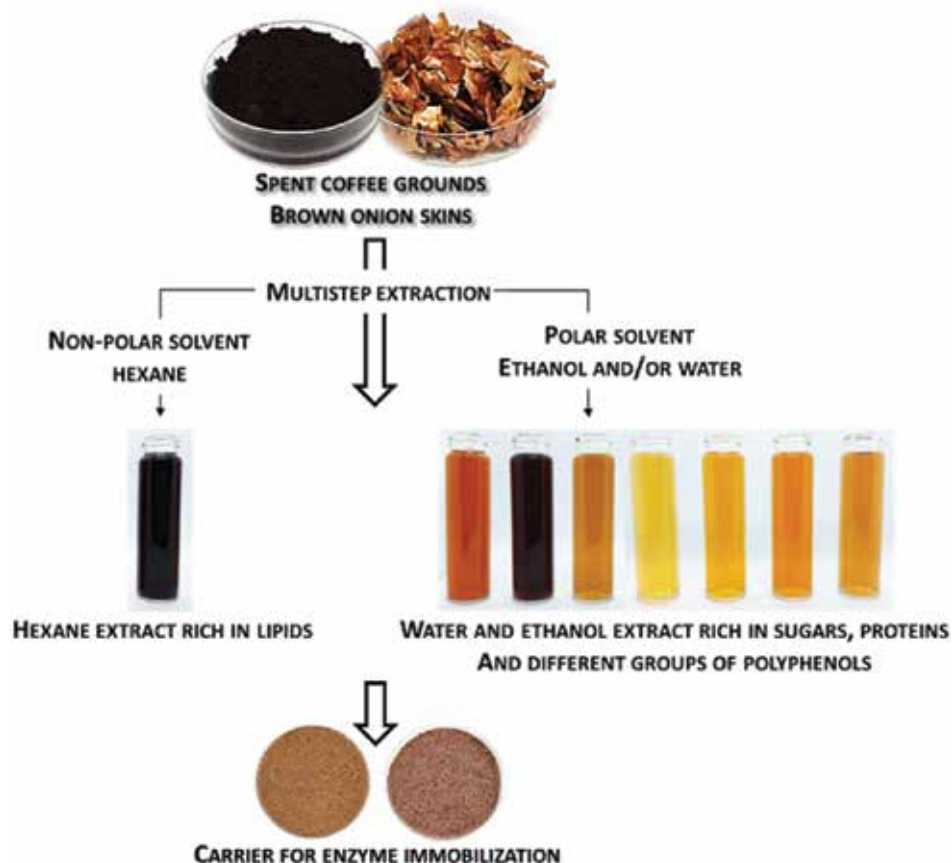 SPENT COFFEE GROUNDS
BROWN ONION SKINS
MULTISTEP EXTRACTION
NON-POLAR SOLVENT
HEXANE
POLAR SOLVENT
ETHANOL AND/OR WATER
HEXANE EXTRACT RICH IN LIPIDS
WATER AND ETHANOL EXTRACT RICH IN SUGARS, PROTEINS
AND DIFFERENT GROUPS OF POLYPHENOLS
CARRIER FOR ENZYME IMMOBILIZATION